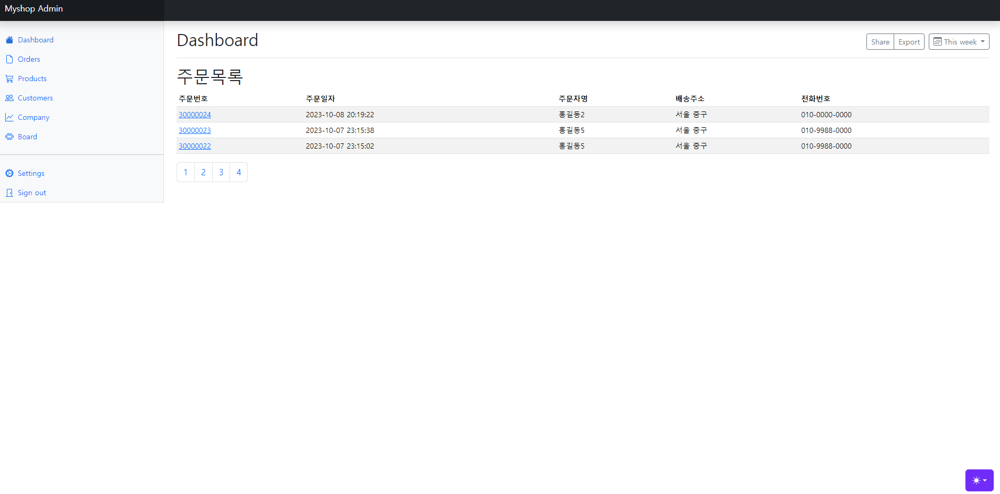 Myshop Admin
Dashboard
Orders
Products
Customers
Company
Board
Settings
Sign out
Dashboard
Share Export This week
주문목록
주문번호 주문일자 주문자명 배송주소 전화번호
30000024 2023-10-08 20:19:22 홍길동2 서울 중구 010-0000-0000
30000023 2023-10-07 23:15:38 홍길동5 서울 중구 010-9988-0000
30000022 2023-10-07 23:15:02 홍길동5 서울 중구 010-9988-0000
1 2 3 4